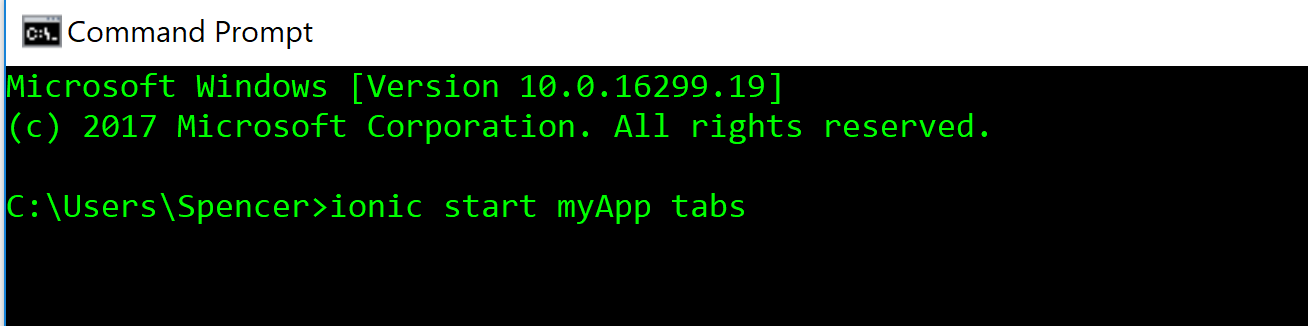 Command Prompt
Microsoft Windows [Version 10.0.16299.19]
(c) 2017 Microsoft Corporation. All rights reserved.
C:\Users\Spencer>ionic start myApp tabs